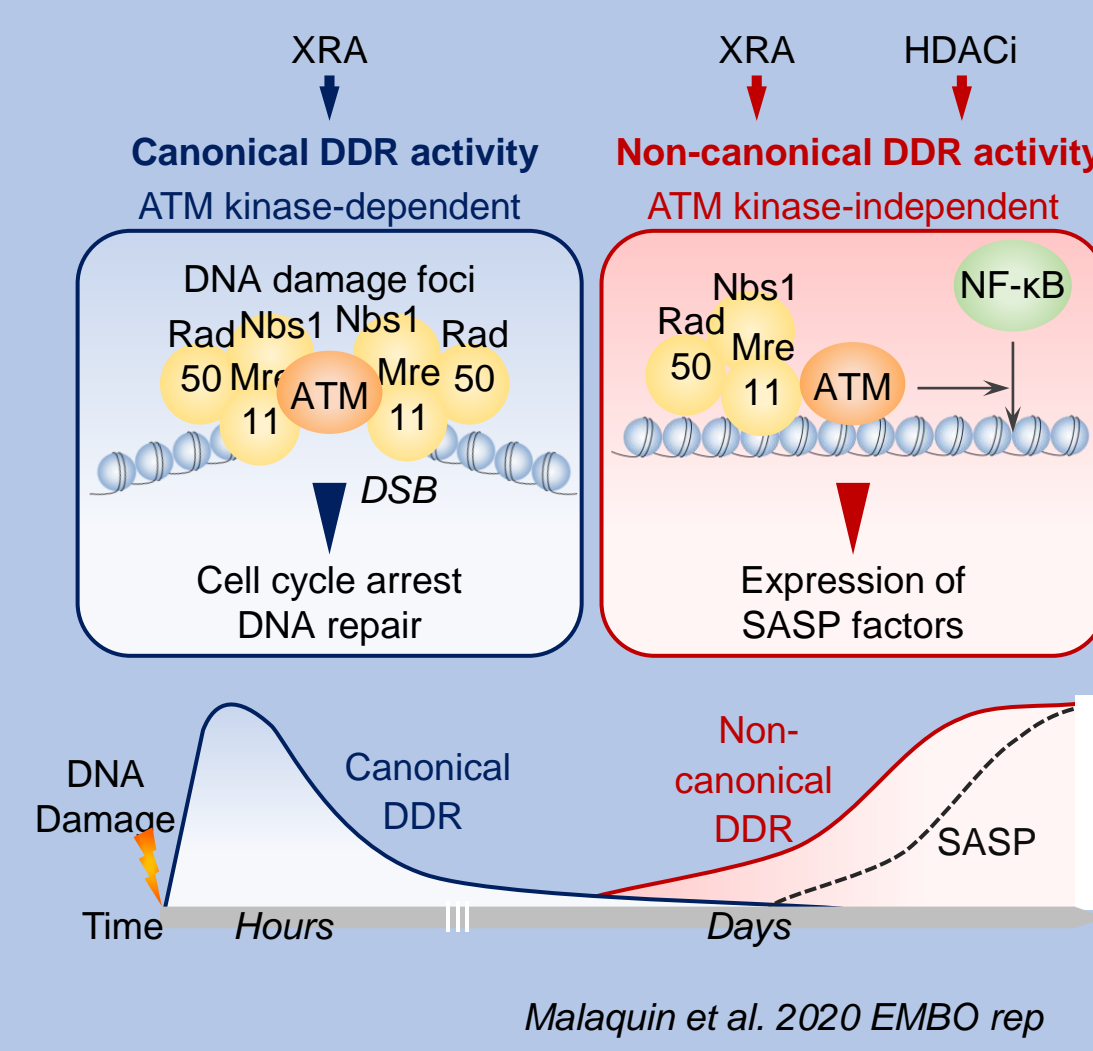 XRA
Canonical DDR activity
ATM kinase-dependent
DNA damage foci
Rad
50
Nbs1
Mre
11
ATM
Nbs1
Mre
11
Rad
50
DSB
Cell cycle arrest
DNA repair
XRA
HDACi
Non-canonical DDR activity
ATM kinase-independent
Nbs1
Rad
50
Mre
11
ATM
NF-κB
Expression of
SASP factors
DNA
Damage
Canonical
DDR
Non-
canonical
DDR
SASP
Time
Hours
Days
Malaquin et al. 2020 EMBO rep